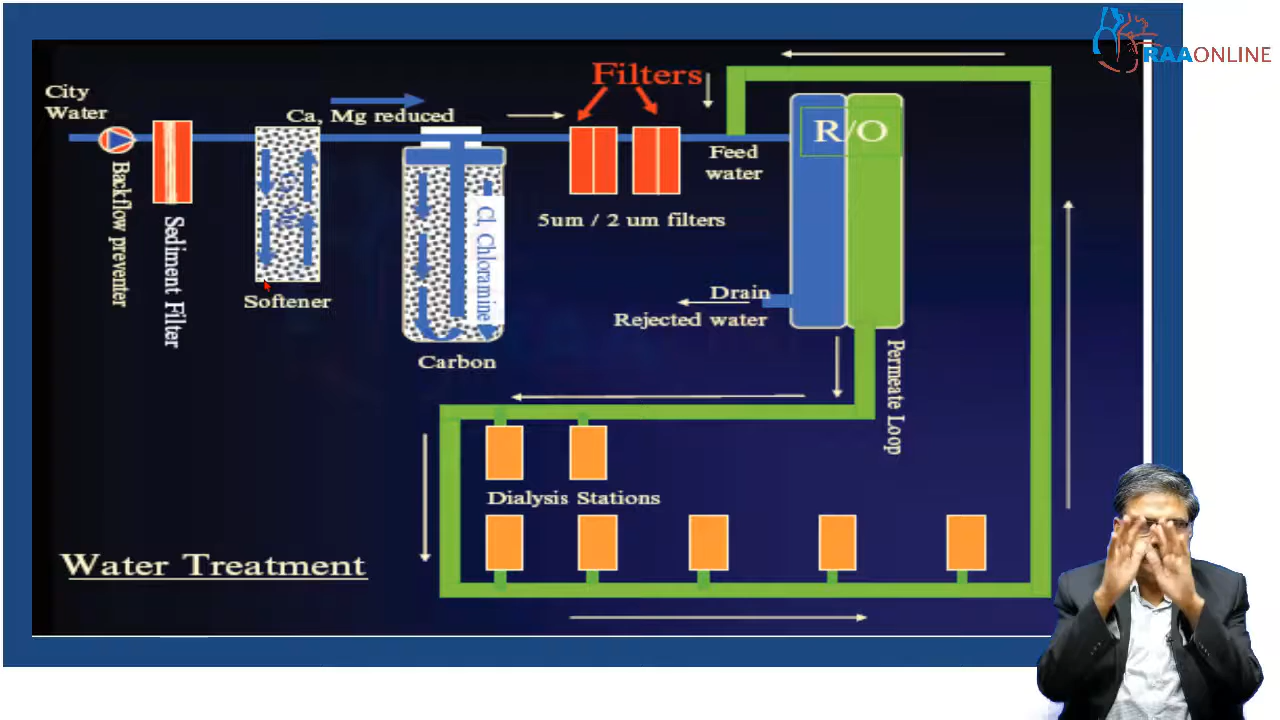 RAAONLINE
Filters
City
Water
Ca, Mg reduced
R/O
Feed
water
Backflow preventer
Sediment Filter
Cl, Chloramine
5um / 2 um filters
Softener
Drain
Rejected water
Carbon
Permeate Loop
Dialysis Stations
Water Treatment